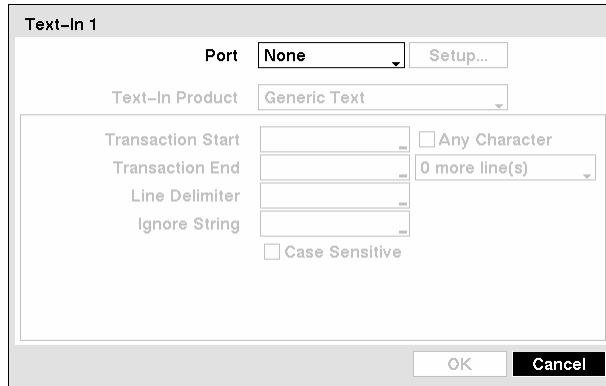 Text-In 1
Port None Setup...
Text-In Product Generic Text
Transaction Start Any Character
Transaction End 0 more line(s)
Line Delimiter
Ignore String
Case Sensitive
OK Cancel